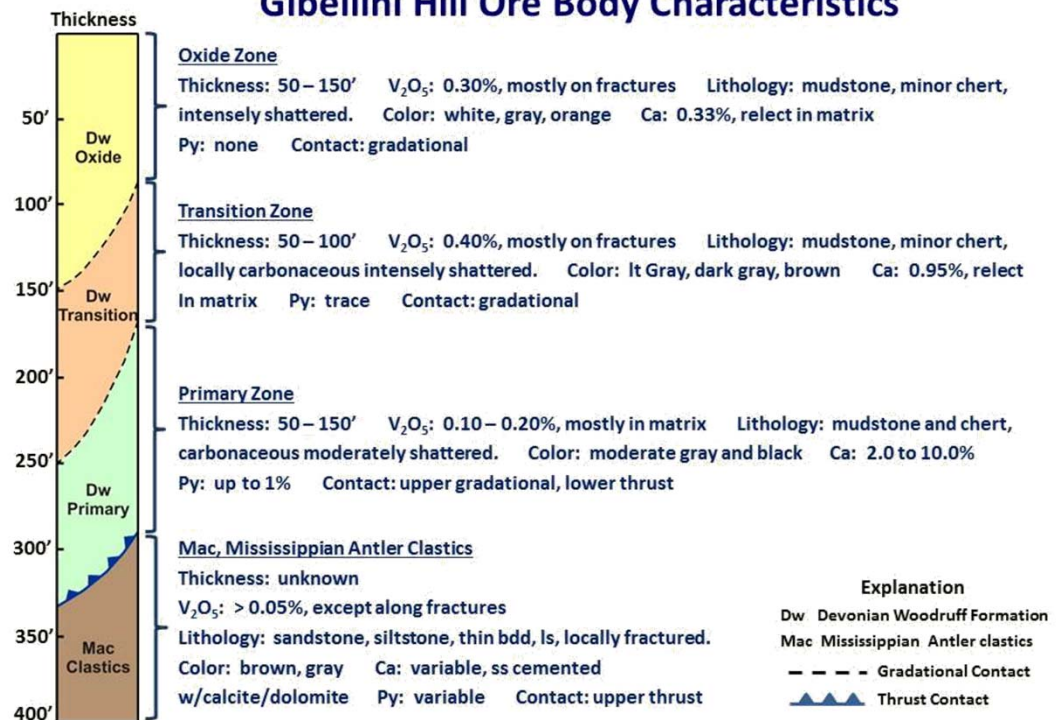 Gibellini Hill Ore Body Characteristics
Thickness
50’
100’
150’
200’
250’
300’
350’
400’
Dw
Oxide
Dw
Transition
Dw
Primary
Mac
Clastics
Oxide Zone
Thickness: 50 – 150’ V₂O₅: 0.30%, mostly on fractures Lithology: mudstone, minor chert,
intensely shattered. Color: white, gray, orange Ca: 0.33%, relect in matrix
Py: none Contact: gradational
Transition Zone
Thickness: 50 – 100’ V₂O₅: 0.40%, mostly on fractures Lithology: mudstone, minor chert,
locally carbonaceous intensely shattered. Color: lt Gray, dark gray, brown Ca: 0.95%, relect
In matrix Py: trace Contact: gradational
Primary Zone
Thickness: 50 – 150’ V₂O₅: 0.10 – 0.20%, mostly in matrix Lithology: mudstone and chert,
carbonaceous moderately shattered. Color: moderate gray and black Ca: 2.0 to 10.0%
Py: up to 1% Contact: upper gradational, lower thrust
Mac, Mississippian Antler Clastics
Thickness: unknown
V₂O₅: > 0.05%, except along fractures
Lithology: sandstone, siltstone, thin bdd, ls, locally fractured.
Color: brown, gray Ca: variable, ss cemented
w/calcite/dolomite Py: variable Contact: upper thrust
Explanation
Dw Devonian Woodruff Formation
Mac Mississippian Antler clastics
Gradational Contact
Thrust Contact